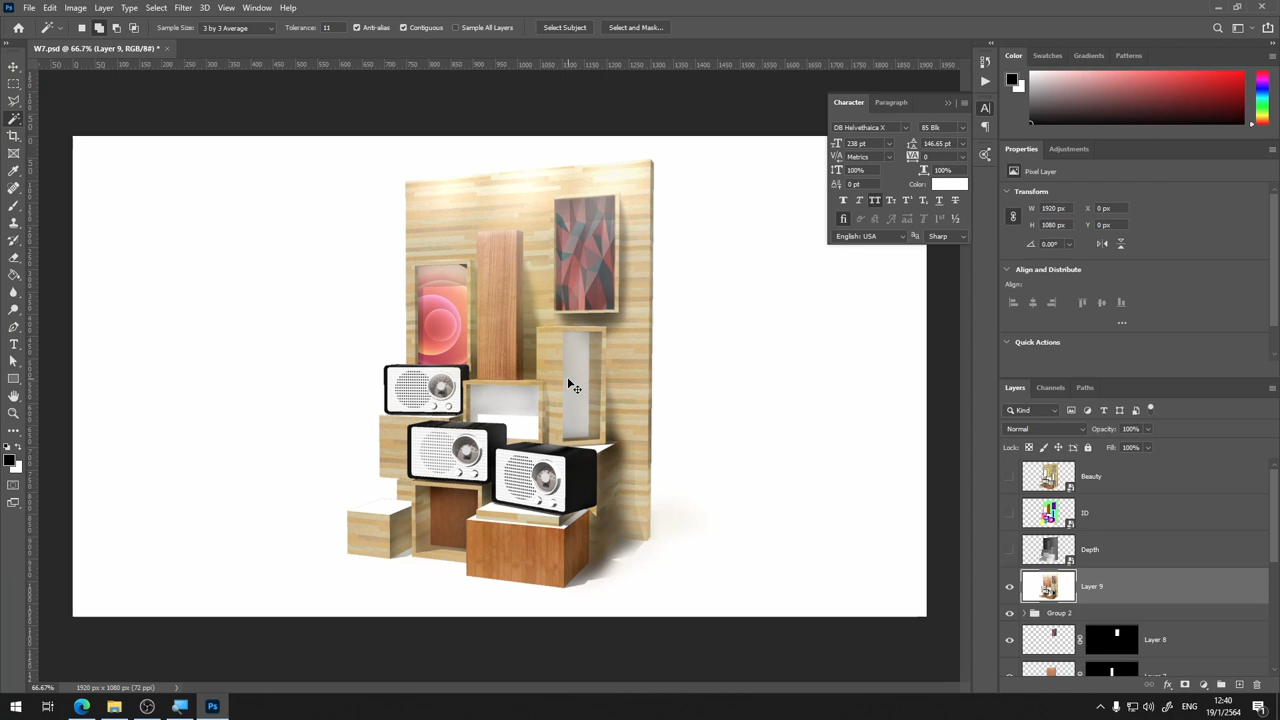 File Edit Image Layer Type Select Filter 3D View Window Help
Sample Size: 3 by 3 Average Tolerance: 11 Anti-alias Contiguous Sample All Layers Select Subject Select and Mask...
W7.psd @ 66.7% (Layer 9, RGB/8#) *
Color Swatches Gradients Patterns
Character Paragraph
DB Helvethaica X 85 Blk
238 pt 146.65 pt
Metrics 0
100% 100%
0 pt Color:
English: USA Sharp
Properties Adjustments
Pixel Layer
Transform
W 1920 px X 0 px
H 1080 px Y 0 px
0.00°
Align and Distribute
Align:
Quick Actions
Layers Channels Paths
Kind
Normal Opacity: 100%
Lock: Fill: 100%
Beauty
ID
Depth
Layer 9
Group 2
Layer 8
66.67% 1920 px x 1080 px (72 ppi)
ENG 12:40
19/1/2564